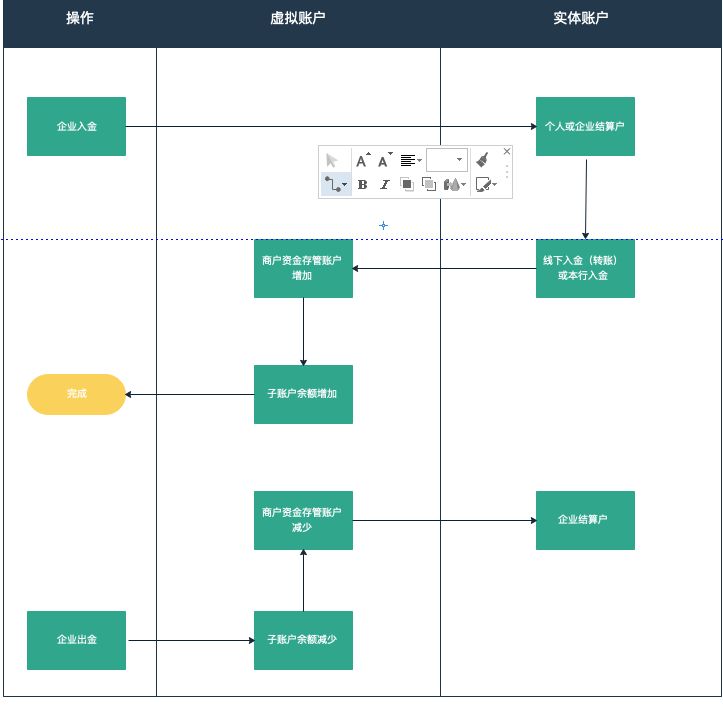 操作
虚拟账户
实体账户
企业入金
个人或企业结算户
A
A
B
I
商户资金存管账户
增加
线下入金（转账）
或本行入金
完成
子账户余额增加
商户资金存管账户
减少
企业结算户
企业出金
子账户余额减少